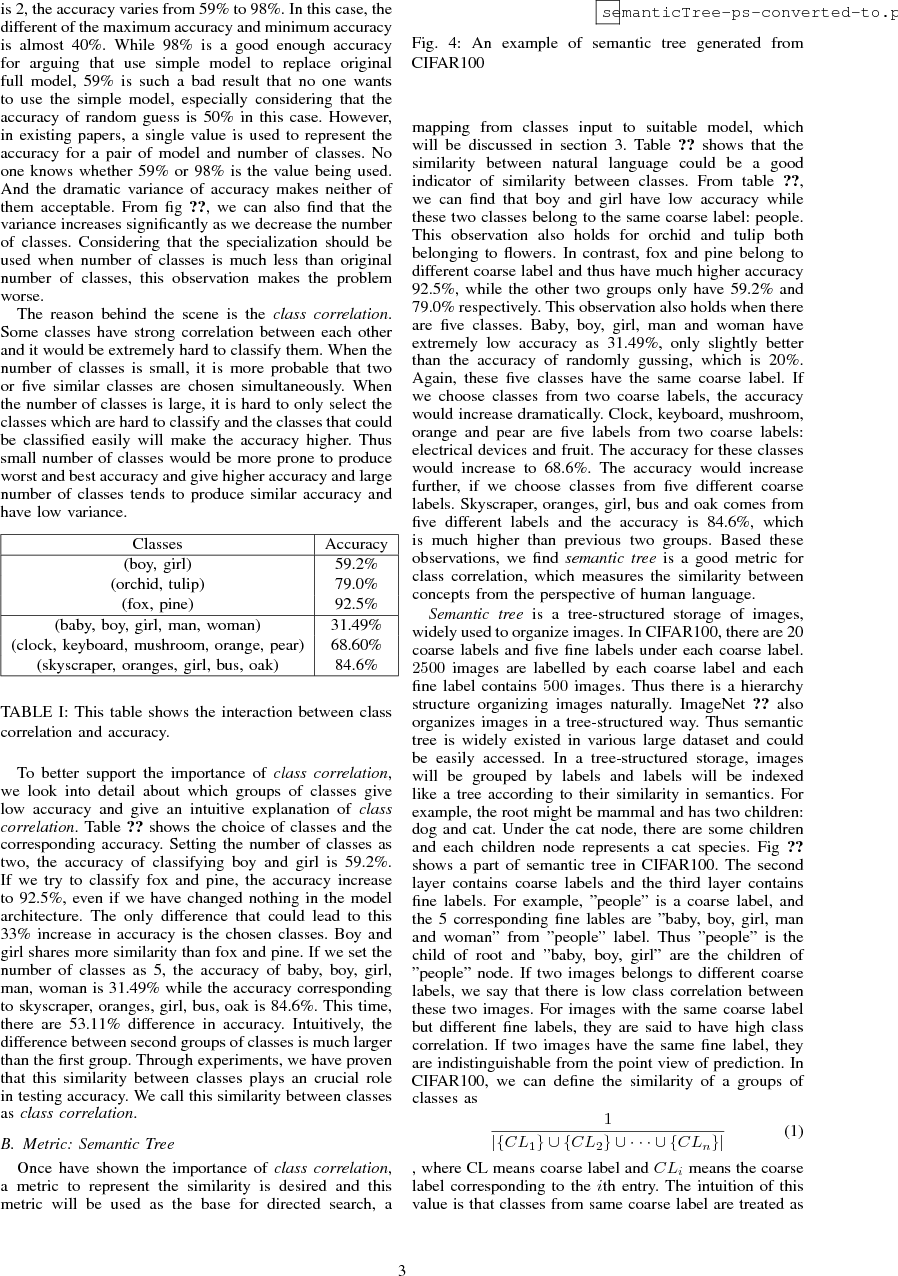 is 2, the accuracy varies from 59% to 98%. In this case, the
different of the maximum accuracy and minimum accuracy
is almost 40%. While 98% is a good enough accuracy
for arguing that use simple model to replace original
full model, 59% is such a bad result that no one wants
to use the simple model, especially considering that the
accuracy of random guess is 50% in this case. However,
in existing papers, a single value is used to represent the
accuracy for a pair of model and number of classes. No
one knows whether 59% or 98% is the value being used.
And the dramatic variance of accuracy makes neither of
them acceptable. From fig ??, we can also find that the
variance increases significantly as we decrease the number
of classes. Considering that the specialization should be
used when number of classes is much less than original
number of classes, this observation makes the problem
worse.
The reason behind the scene is the class correlation.
Some classes have strong correlation between each other
and it would be extremely hard to classify them. When the
number of classes is small, it is more probable that two
or five similar classes are chosen simultaneously. When
the number of classes is large, it is hard to only select the
classes which are hard to classify and the classes that could
be classified easily will make the accuracy higher. Thus
small number of classes would be more prone to produce
worst and best accuracy and give higher accuracy and large
number of classes tends to produce similar accuracy and
have low variance.
Classes Accuracy
(boy, girl) 59.2%
(orchid, tulip) 79.0%
(fox, pine) 92.5%
(baby, boy, girl, man, woman) 31.49%
(clock, keyboard, mushroom, orange, pear) 68.60%
(skyscraper, oranges, girl, bus, oak) 84.6%
TABLE I: This table shows the interaction between class
correlation and accuracy.
To better support the importance of class correlation,
we look into detail about which groups of classes give
low accuracy and give an intuitive explanation of class
correlation. Table ?? shows the choice of classes and the
corresponding accuracy. Setting the number of classes as
two, the accuracy of classifying boy and girl is 59.2%.
If we try to classify fox and pine, the accuracy increase
to 92.5%, even if we have changed nothing in the model
architecture. The only difference that could lead to this
33% increase in accuracy is the chosen classes. Boy and
girl shares more similarity than fox and pine. If we set the
number of classes as 5, the accuracy of baby, boy, girl,
man, woman is 31.49% while the accuracy corresponding
to skyscraper, oranges, girl, bus, oak is 84.6%. This time,
there are 53.11% difference in accuracy. Intuitively, the
difference between second groups of classes is much larger
than the first group. Through experiments, we have proven
that this similarity between classes plays an crucial role
in testing accuracy. We call this similarity between classes
as class correlation.
B. Metric: Semantic Tree
Once have shown the importance of class correlation,
a metric to represent the similarity is desired and this
metric will be used as the base for directed search, a
semanticTree-ps-converted-to.p
Fig. 4: An example of semantic tree generated from
CIFAR100
mapping from classes input to suitable model, which
will be discussed in section 3. Table ?? shows that the
similarity between natural language could be a good
indicator of similarity between classes. From table ??,
we can find that boy and girl have low accuracy while
these two classes belong to the same coarse label: people.
This observation also holds for orchid and tulip both
belonging to flowers. In contrast, fox and pine belong to
different coarse label and thus have much higher accuracy
92.5%, while the other two groups only have 59.2% and
79.0% respectively. This observation also holds when there
are five classes. Baby, boy, girl, man and woman have
extremely low accuracy as 31.49%, only slightly better
than the accuracy of randomly gussing, which is 20%.
Again, these five classes have the same coarse label. If
we choose classes from two coarse labels, the accuracy
would increase dramatically. Clock, keyboard, mushroom,
orange and pear are five labels from two coarse labels:
electrical devices and fruit. The accuracy for these classes
would increase to 68.6%. The accuracy would increase
further, if we choose classes from five different coarse
labels. Skyscraper, oranges, girl, bus and oak comes from
five different labels and the accuracy is 84.6%, which
is much higher than previous two groups. Based these
observations, we find semantic tree is a good metric for
class correlation, which measures the similarity between
concepts from the perspective of human language.
Semantic tree is a tree-structured storage of images,
widely used to organize images. In CIFAR100, there are 20
coarse labels and five fine labels under each coarse label.
2500 images are labelled by each coarse label and each
fine label contains 500 images. Thus there is a hierarchy
structure organizing images naturally. ImageNet ?? also
organizes images in a tree-structured way. Thus semantic
tree is widely existed in various large dataset and could
be easily accessed. In a tree-structured storage, images
will be grouped by labels and labels will be indexed
like a tree according to their similarity in semantics. For
example, the root might be mammal and has two children:
dog and cat. Under the cat node, there are some children
and each children node represents a cat species. Fig ??
shows a part of semantic tree in CIFAR100. The second
layer contains coarse labels and the third layer contains
fine labels. For example, ”people” is a coarse label, and
the 5 corresponding fine lables are ”baby, boy, girl, man
and woman” from ”people” label. Thus ”people” is the
child of root and ”baby, boy, girl” are the children of
”people” node. If two images belongs to different coarse
labels, we say that there is low class correlation between
these two images. For images with the same coarse label
but different fine labels, they are said to have high class
correlation. If two images have the same fine label, they
are indistinguishable from the point view of prediction. In
CIFAR100, we can define the similarity of a groups of
classes as
1
|{CL1} ∪ {CL2} ∪ · · · ∪ {CLn}| (1)
, where CL means coarse label and CLi means the coarse
label corresponding to the ith entry. The intuition of this
value is that classes from same coarse label are treated as
3